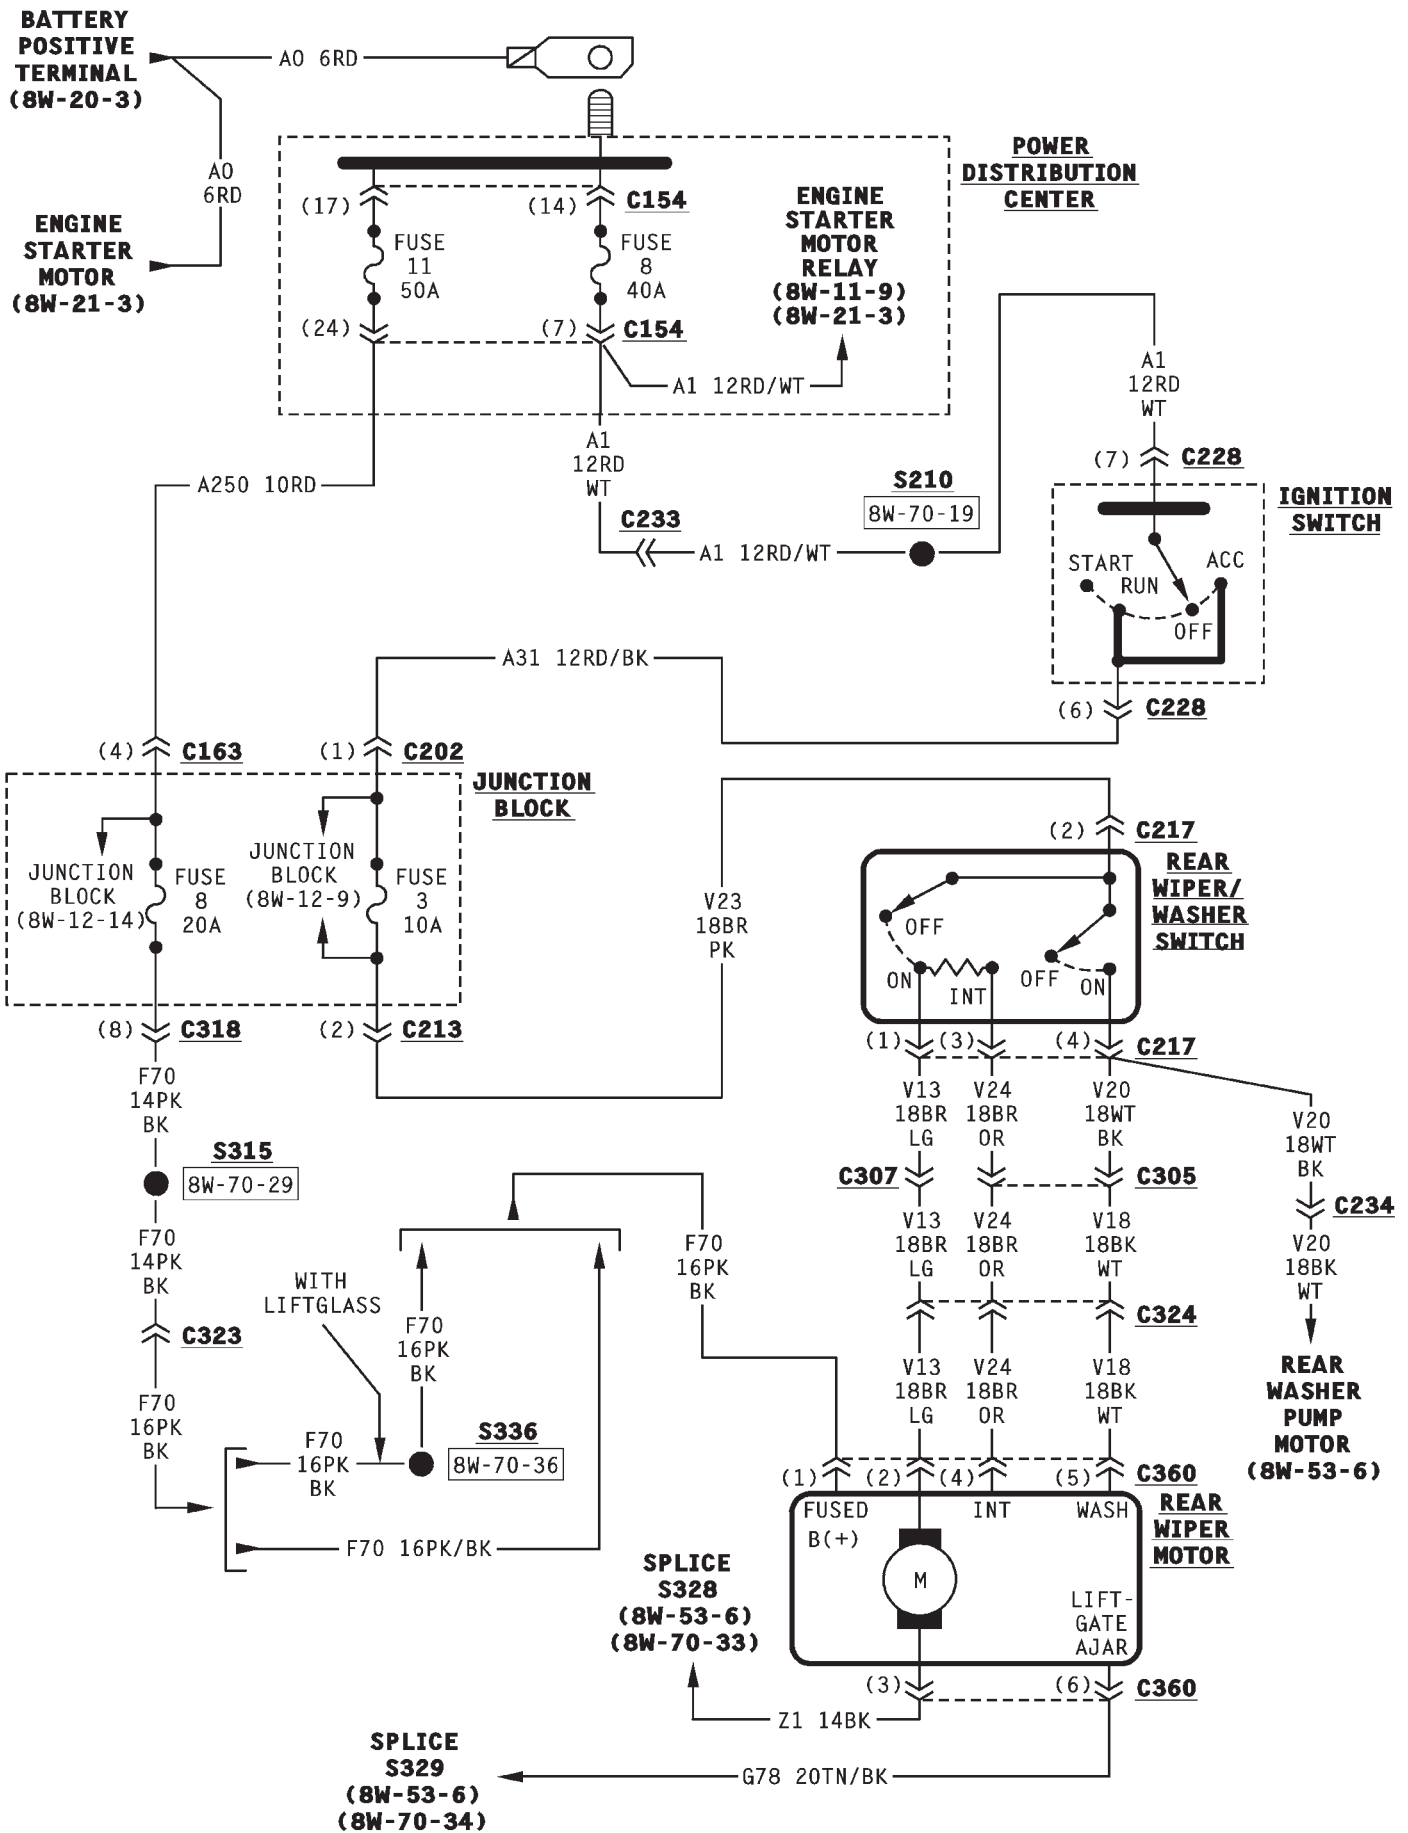 BATTERY
POSITIVE
TERMINAL
(8W-20-3)
A0 6RD
A0
6RD
ENGINE
STARTER
MOTOR
(8W-21-3)
POWER
DISTRIBUTION
CENTER
(17)
(14)
C154
FUSE
11
50A
FUSE
8
40A
(24)
(7)
C154
ENGINE
STARTER
MOTOR
RELAY
(8W-11-9)
(8W-21-3)
A1 12RD/WT
A1
12RD
WT
A250 10RD
A1
12RD
WT
C233
A1 12RD/WT
S210
8W-70-19
(7)
C228
IGNITION
SWITCH
START
RUN
ACC
OFF
(6)
C228
A31 12RD/BK
(4)
C163
(1)
C202
JUNCTION
BLOCK
JUNCTION
BLOCK
(8W-12-14)
FUSE
8
20A
JUNCTION
BLOCK
(8W-12-9)
FUSE
3
10A
(8)
C318
(2)
C213
V23
18BR
PK
(2)
C217
REAR
WIPER/
WASHER
SWITCH
OFF
ON
INT
OFF
ON
(1)
(3)
(4)
C217
F70
14PK
BK
S315
8W-70-29
F70
14PK
BK
C323
F70
16PK
BK
WITH
LIFTGLASS
F70
16PK
BK
F70
16PK
BK
S336
8W-70-36
F70 16PK/BK
F70
16PK
BK
V13
18BR
LG
V24
18BR
OR
V20
18WT
BK
V20
18WT
BK
C307
C305
C234
V13
18BR
LG
V24
18BR
OR
V18
18BK
WT
V20
18BK
WT
C324
V13
18BR
LG
V24
18BR
OR
V18
18BK
WT
REAR
WASHER
PUMP
MOTOR
(8W-53-6)
(1)
(2)
(4)
(5)
C360
FUSED
B(+)
INT
WASH
REAR
WIPER
MOTOR
M
LIFT-
GATE
AJAR
SPLICE
S328
(8W-53-6)
(8W-70-33)
(3)
(6)
C360
Z1 14BK
SPLICE
S329
(8W-53-6)
(8W-70-34)
G78 20TN/BK